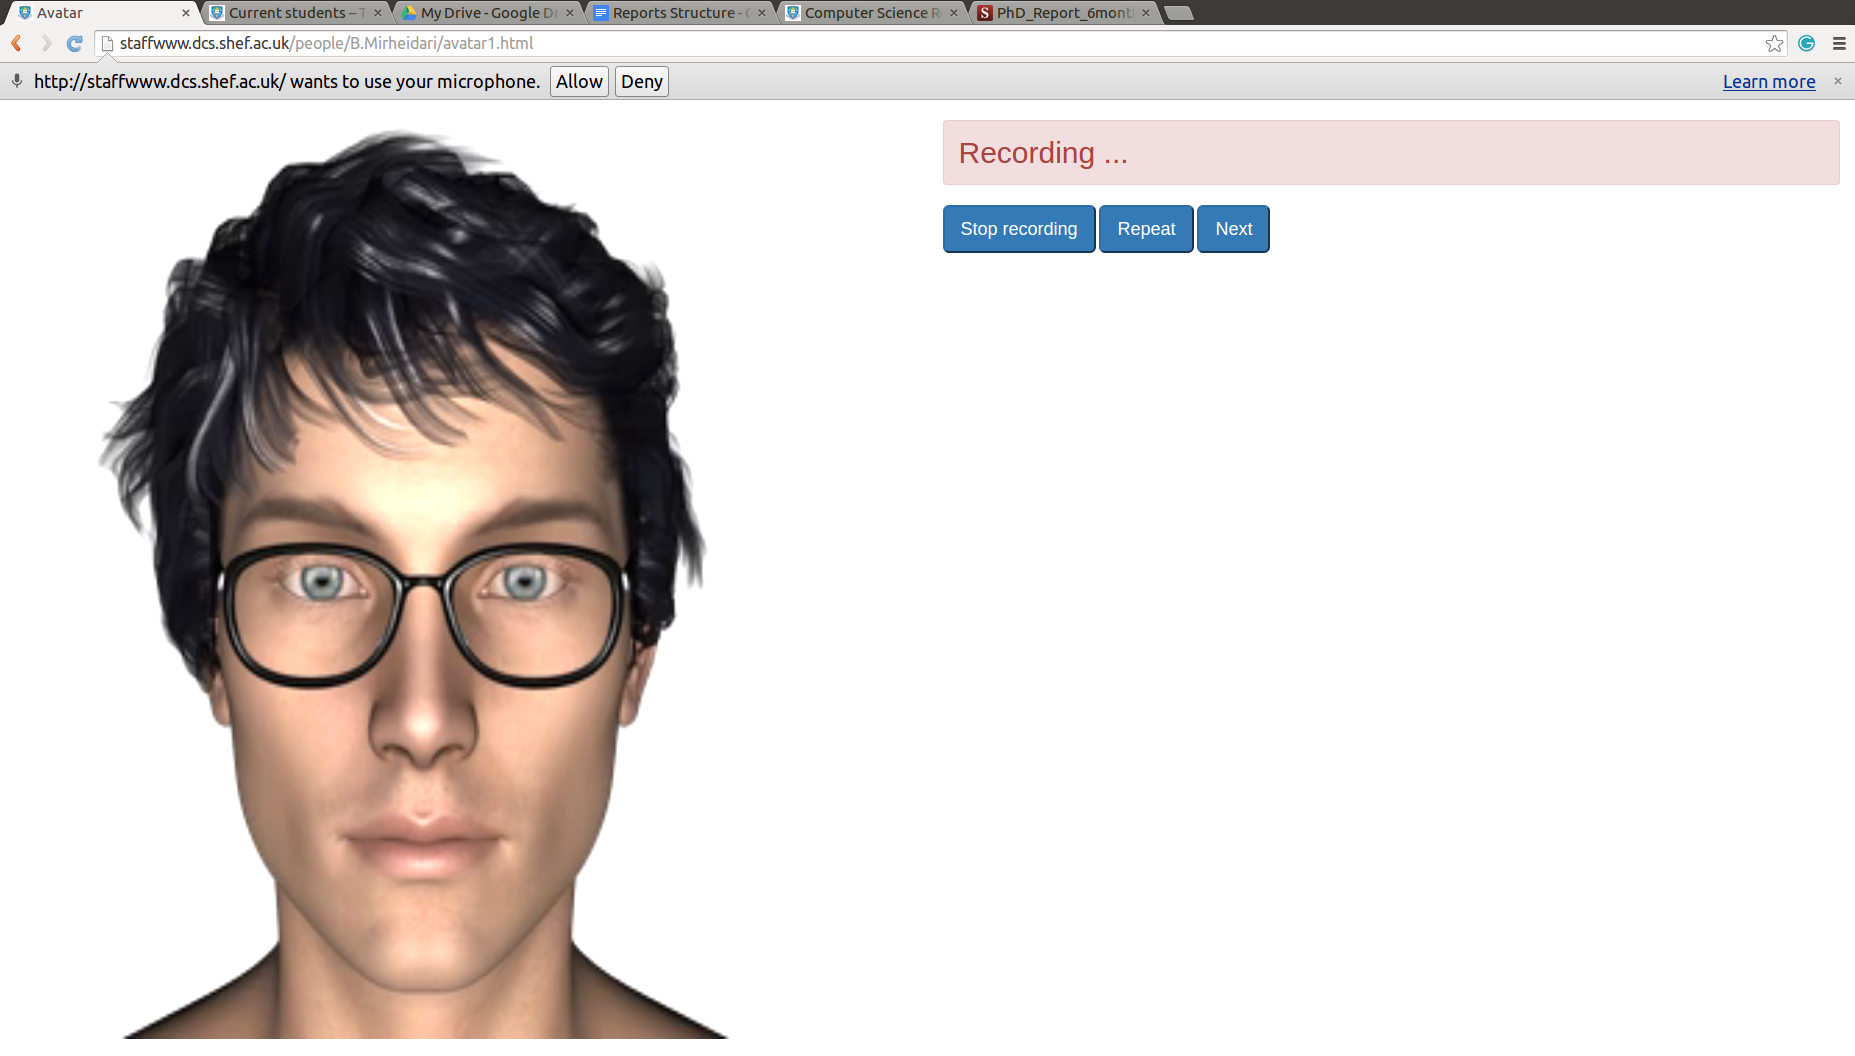 Avatar
Current students – T
My Drive - Google Dr
Reports Structure - G
Computer Science R
S PhD_Report_6mont
staffwww.dcs.shef.ac.uk/people/B.Mirheidari/avatar1.html
http://staffwww.dcs.shef.ac.uk/ wants to use your microphone. Allow Deny Learn more
Recording ...
Stop recording Repeat Next